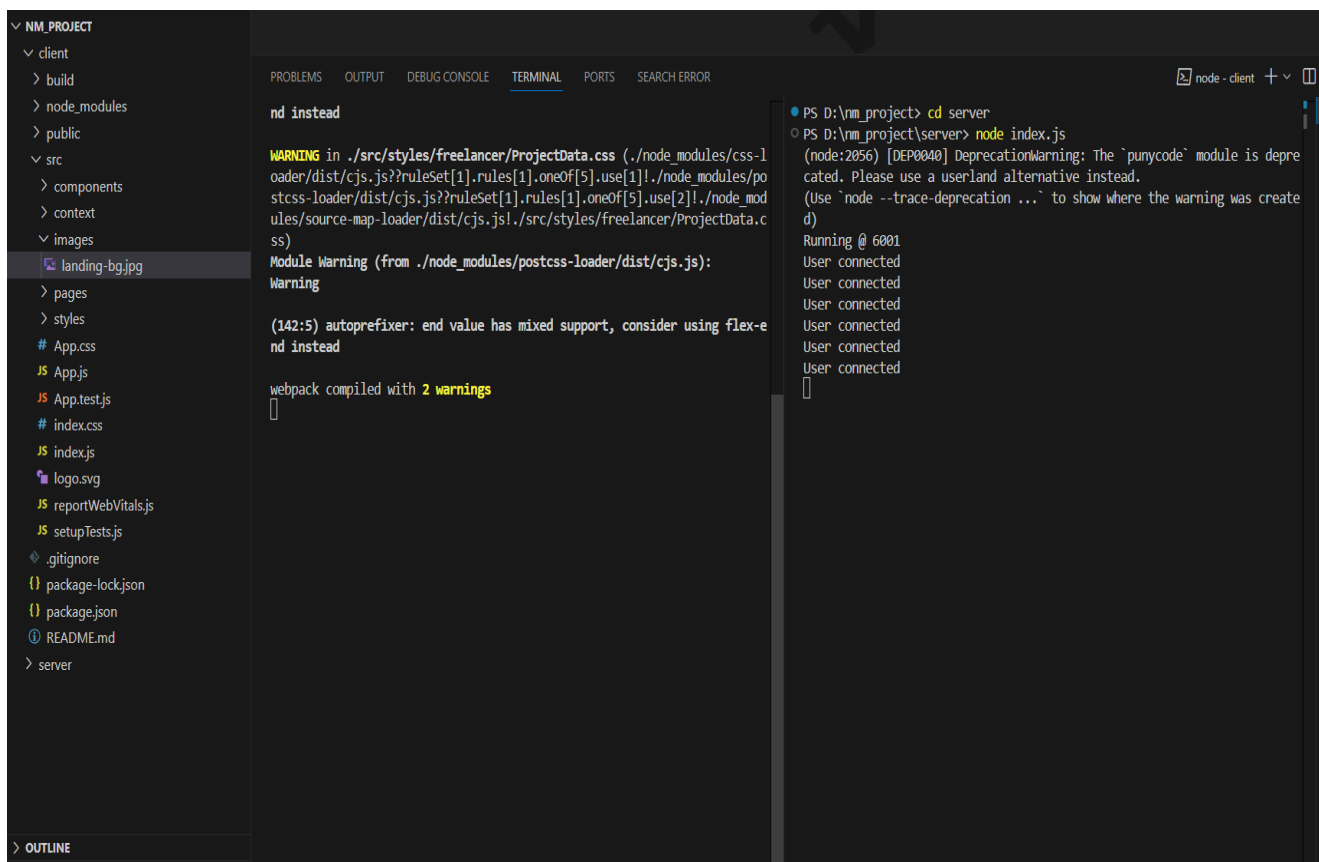 NM_PROJECT
client
build
node_modules
public
src
components
context
images
landing-bg.jpg
pages
styles
# App.css
JS App.js
JS App.test.js
# index.css
JS index.js
logo.svg
JS reportWebVitals.js
JS setupTests.js
.gitignore
{} package-lock.json
{} package.json
README.md
server
OUTLINE
PROBLEMS OUTPUT DEBUG CONSOLE TERMINAL PORTS SEARCH ERROR
node - client
nd instead
WARNING in ./src/styles/freelancer/ProjectData.css (./node_modules/css-l
oader/dist/cjs.js??ruleSet[1].rules[1].oneOf[5].use[1]!./node_modules/po
stcss-loader/dist/cjs.js??ruleSet[1].rules[1].oneOf[5].use[2]!./node_mod
ules/source-map-loader/dist/cjs.js!./src/styles/freelancer/ProjectData.c
ss)
Module Warning (from ./node_modules/postcss-loader/dist/cjs.js):
Warning
(142:5) autoprefixer: end value has mixed support, consider using flex-e
nd instead
webpack compiled with 2 warnings
PS D:\nm_project> cd server
PS D:\nm_project\server> node index.js
(node:2056) [DEP0040] DeprecationWarning: The `punycode` module is depre
cated. Please use a userland alternative instead.
(Use `node --trace-deprecation ...` to show where the warning was create
d)
Running @ 6001
User connected
User connected
User connected
User connected
User connected
User connected